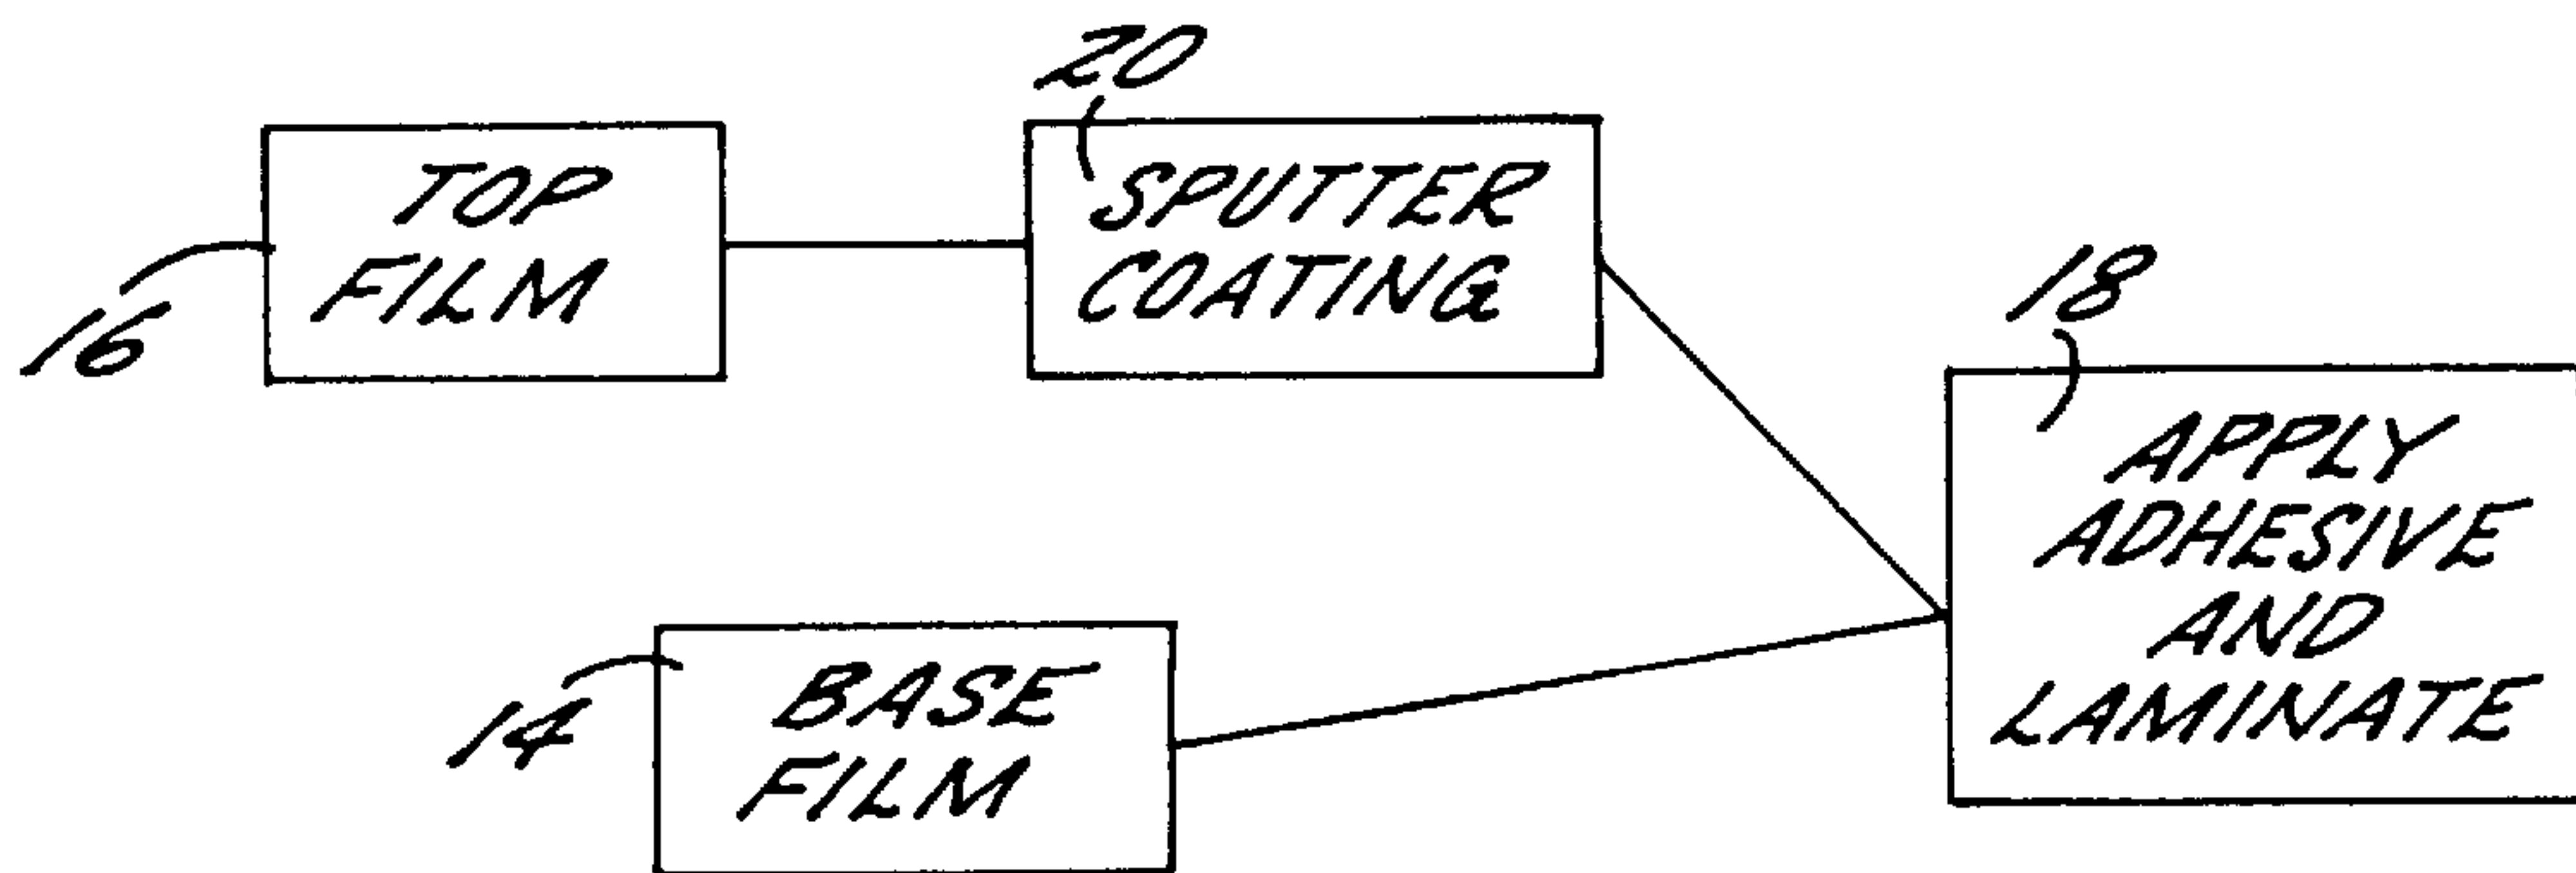 20
TOP
FILM
16
SPUTTER
COATING
18
APPLY
ADHESIVE
AND
LAMINATE
14
BASE
FILM